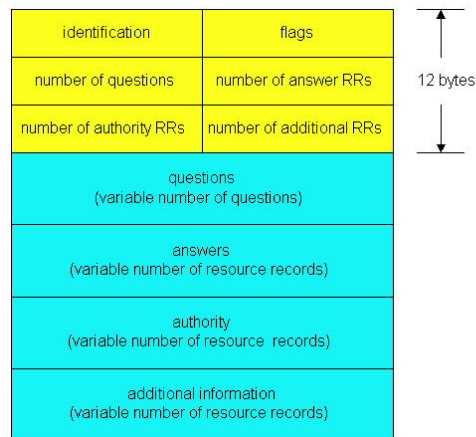 identification flags
number of questions number of answer RRs 12 bytes
number of authority RRs number of additional RRs
questions
(variable number of questions)
answers
(variable number of resource records)
authority
(variable number of resource records)
additional information
(variable number of resource records)